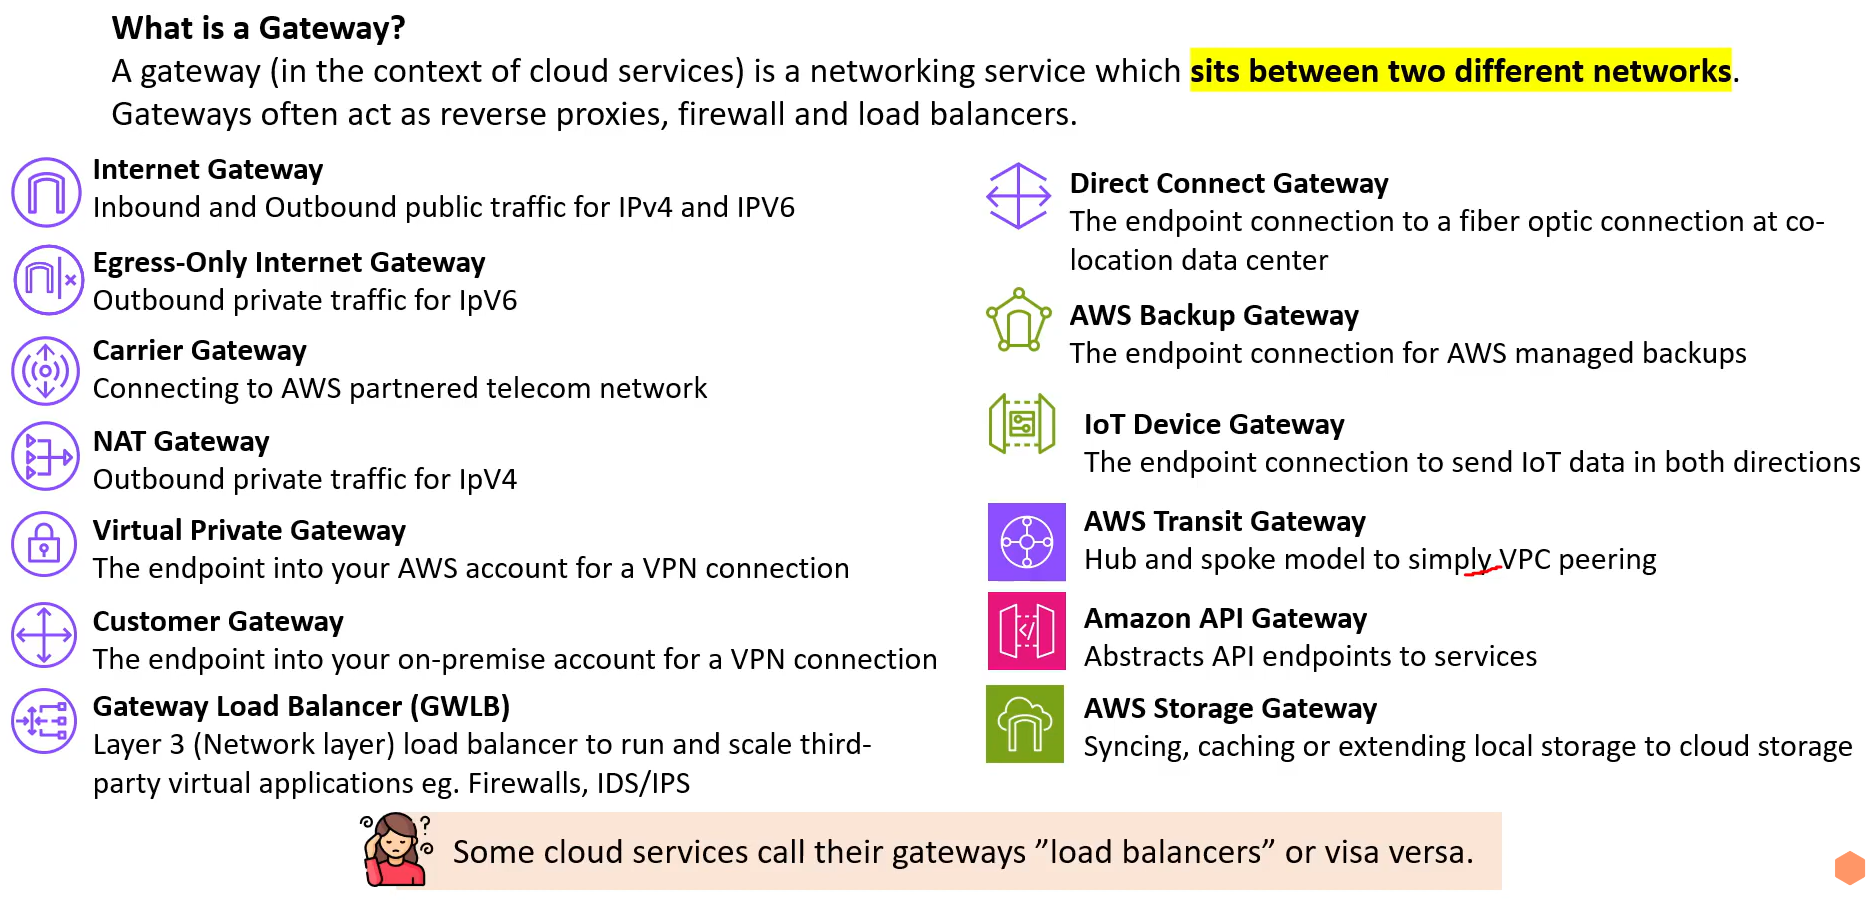 What is a Gateway?
A gateway (in the context of cloud services) is a networking service which sits between two different networks.
Gateways often act as reverse proxies, firewall and load balancers.
Internet Gateway
Inbound and Outbound public traffic for IPv4 and IPV6
Egress-Only Internet Gateway
Outbound private traffic for IpV6
Carrier Gateway
Connecting to AWS partnered telecom network
NAT Gateway
Outbound private traffic for IpV4
Virtual Private Gateway
The endpoint into your AWS account for a VPN connection
Customer Gateway
The endpoint into your on-premise account for a VPN connection
Gateway Load Balancer (GWLB)
Layer 3 (Network layer) load balancer to run and scale third-
party virtual applications eg. Firewalls, IDS/IPS
Direct Connect Gateway
The endpoint connection to a fiber optic connection at co-
location data center
AWS Backup Gateway
The endpoint connection for AWS managed backups
IoT Device Gateway
The endpoint connection to send IoT data in both directions
AWS Transit Gateway
Hub and spoke model to simply VPC peering
Amazon API Gateway
Abstracts API endpoints to services
AWS Storage Gateway
Syncing, caching or extending local storage to cloud storage
Some cloud services call their gateways ”load balancers” or visa versa.